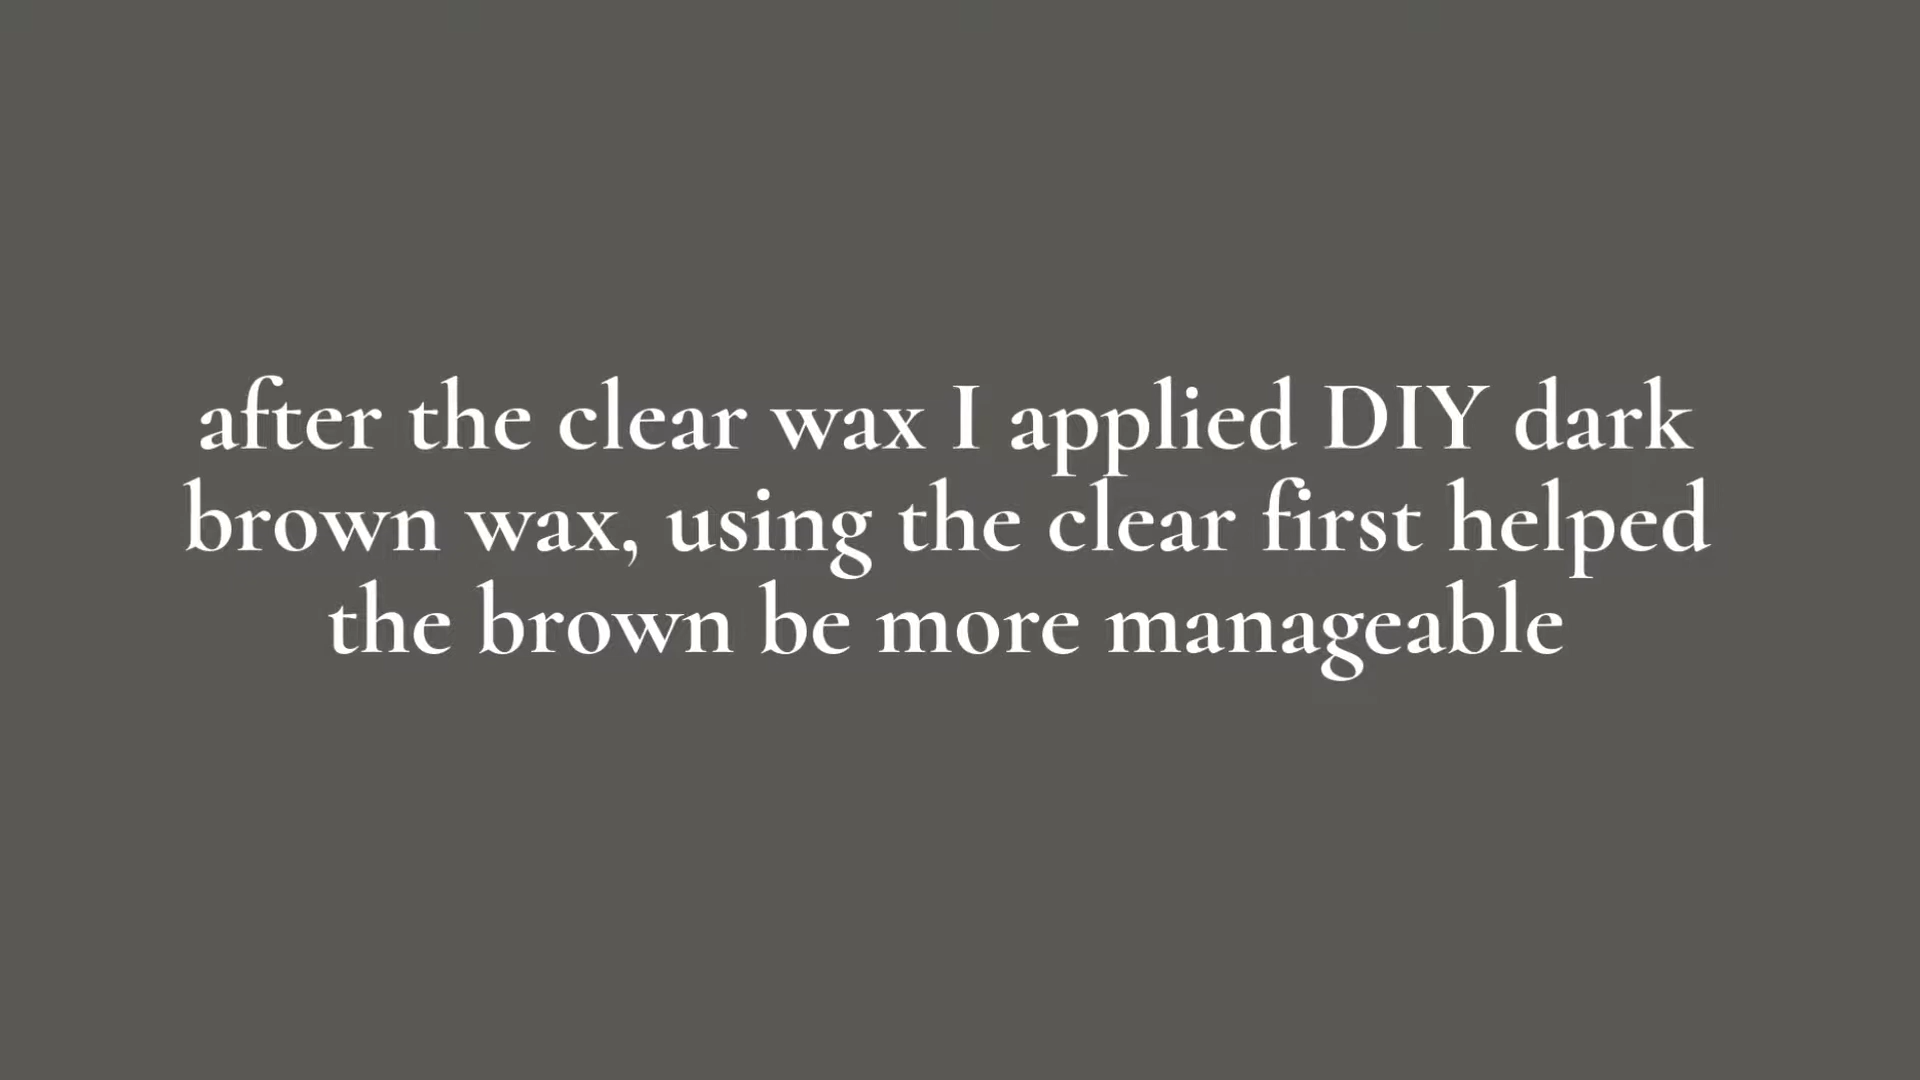 after the clear wax I applied DIY dark
brown wax, using the clear first helped
the brown be more manageable